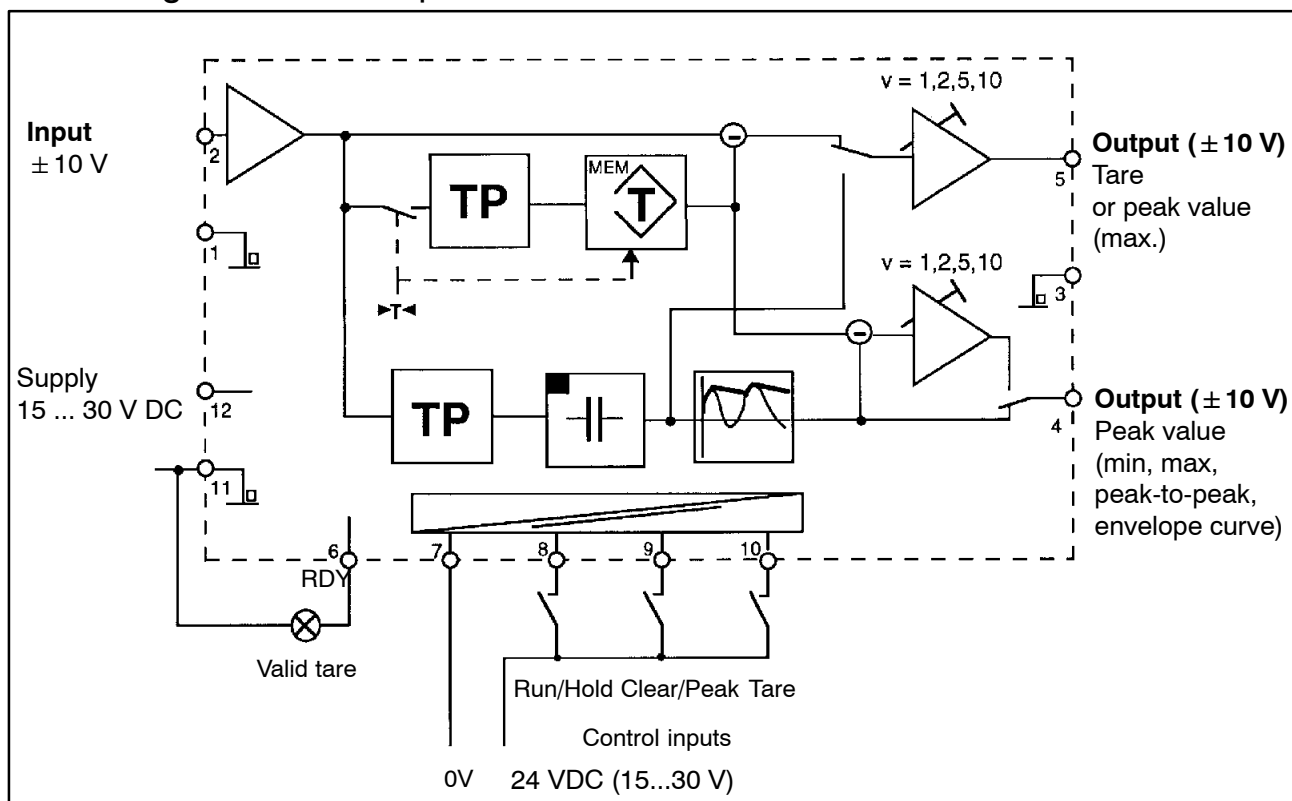 v = 1,2,5,10
Input
± 10 V
2
Output (± 10 V)
Tare
or peak value
(max.)
5
MEM
TP
T
1
3
v = 1,2,5,10
T
Supply
15 ... 30 V DC
12
TP
Output (± 10 V)
Peak value
(min, max,
peak-to-peak,
envelope curve)
4
11
6
7
8
9
10
RDY
Valid tare
Run/Hold Clear/Peak Tare
Control inputs
0V
24 VDC (15...30 V)